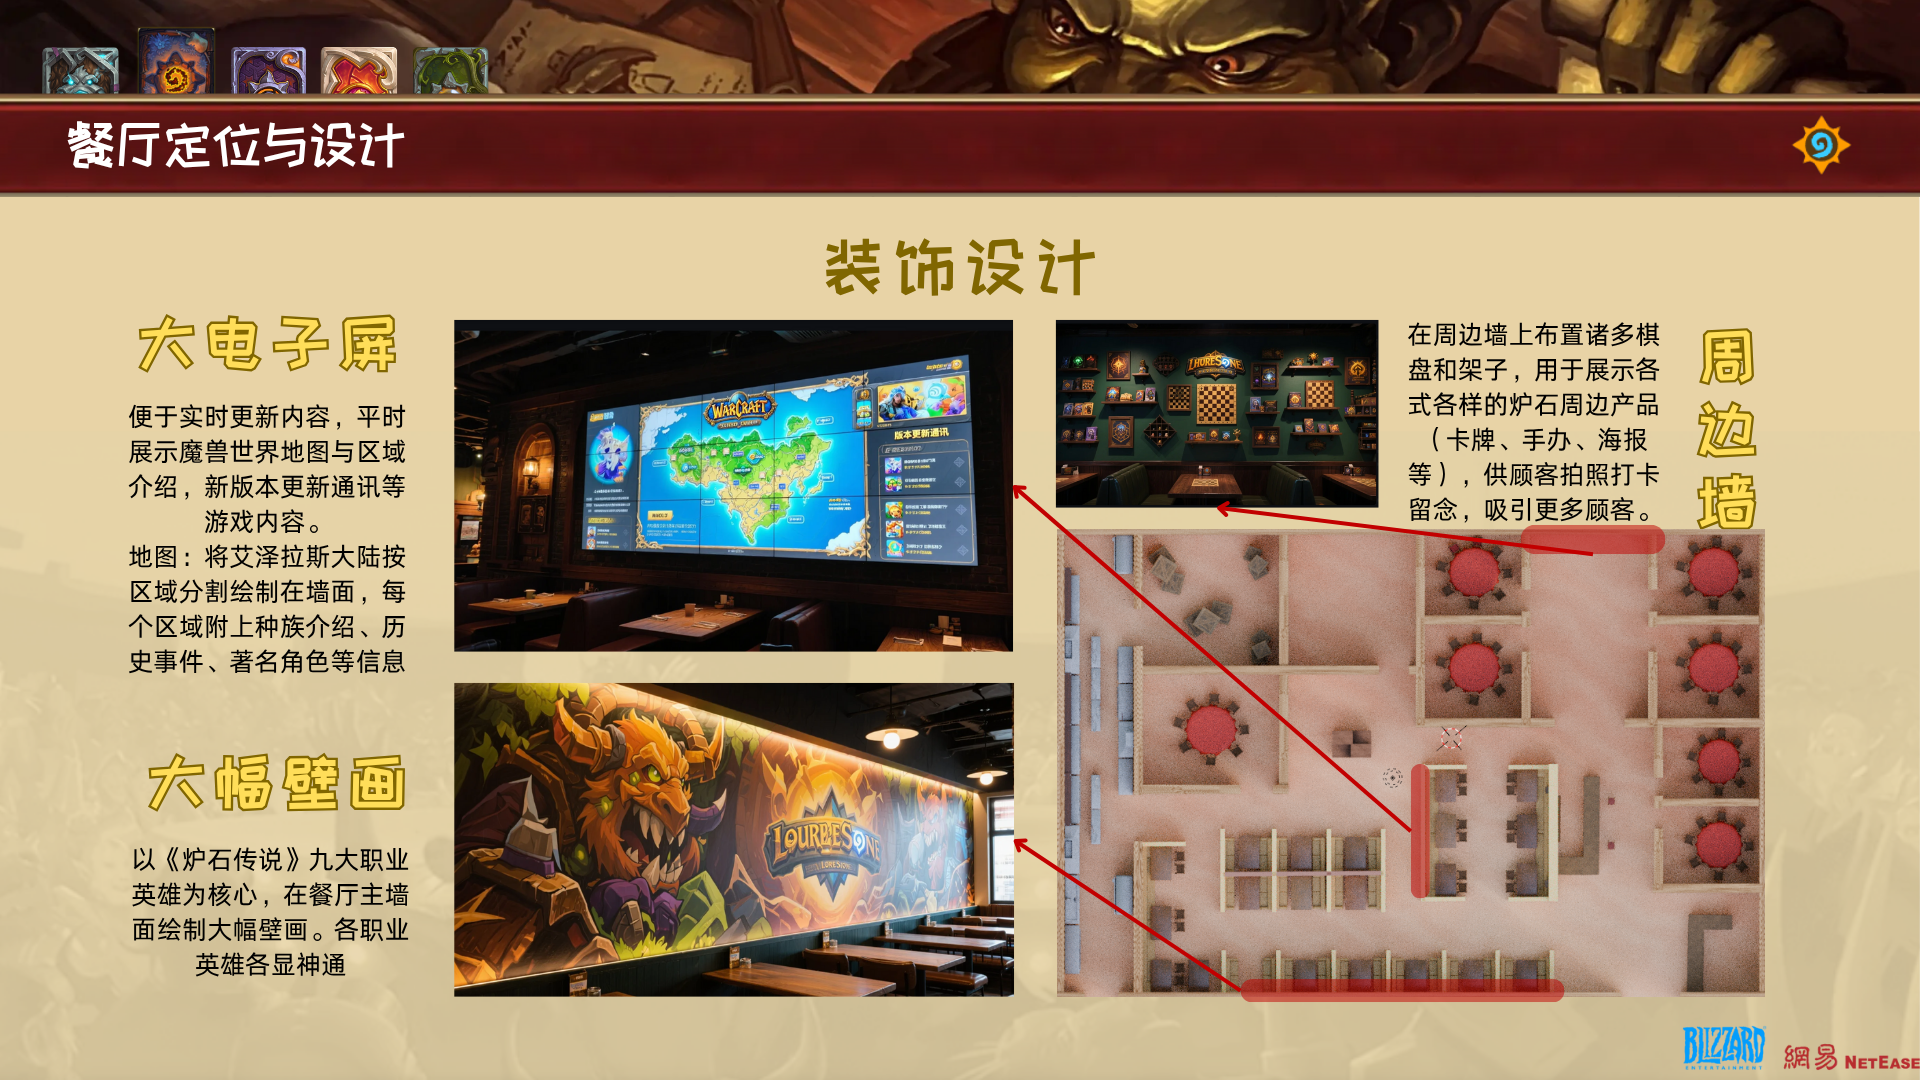 餐厅定位与设计
装饰设计
大电子屏
便于实时更新内容，平时
展示魔兽世界地图与区域
介绍，新版本更新通讯等
游戏内容。
地图：将艾泽拉斯大陆按
区域分割绘制在墙面，每
个区域附上种族介绍、历
史事件、著名角色等信息
WARCRAFT
版本更新通讯
大幅壁画
以《炉石传说》九大职业
英雄为核心，在餐厅主墙
面绘制大幅壁画。各职业
英雄各显神通
LOURBESONE
LHORESONE
在周边墙上布置诸多棋
盘和架子，用于展示各
式各样的炉石周边产品
（卡牌、手办、海报
等），供顾客拍照打卡
留念，吸引更多顾客。
周边墙
BLIZZARD
ENTERTAINMENT
網易 NETEASE